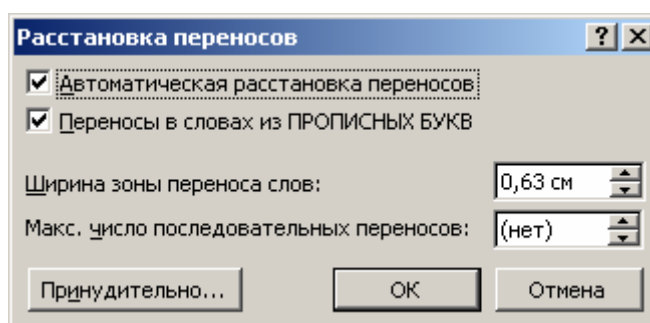 Расстановка переносов
Автоматическая расстановка переносов
Переносы в словах из ПРОПИСНЫХ БУКВ
Ширина зоны переноса слов: 0,63 см
Макс. число последовательных переносов: (нет)
Принудительно... ОК Отмена